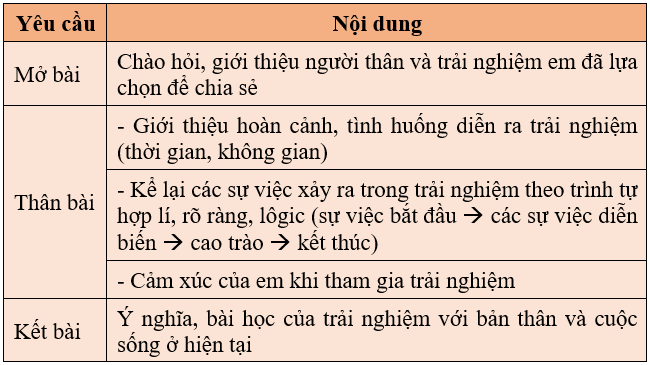 Yêu cầu
Nội dung
Mở bài
Chào hỏi, giới thiệu người thân và trải nghiệm em đã lựa
chọn để chia sẻ
Thân bài
- Giới thiệu hoàn cảnh, tình huống diễn ra trải nghiệm
(thời gian, không gian)
- Kể lại các sự việc xảy ra trong trải nghiệm theo trình tự
hợp lí, rõ ràng, lôgic (sự việc bắt đầu → các sự việc diễn
biến → cao trào → kết thúc)
- Cảm xúc của em khi tham gia trải nghiệm
Kết bài
Ý nghĩa, bài học của trải nghiệm với bản thân và cuộc
sống ở hiện tại